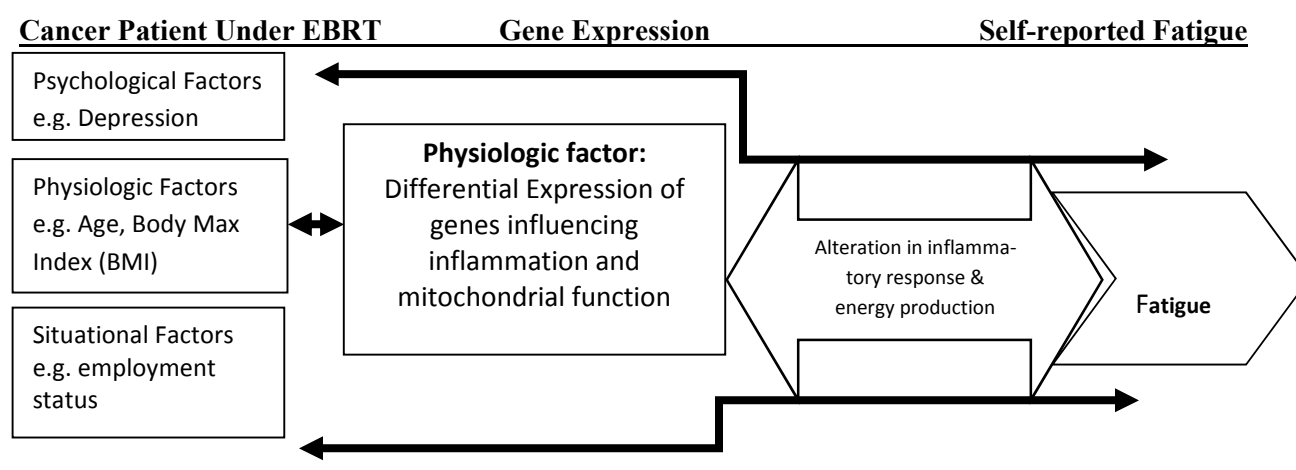 Cancer Patient Under EBRT Gene Expression Self-reported Fatigue
Psychological Factors
e.g. Depression
Physiologic Factors
e.g. Age, Body Max
Index (BMI)
Situational Factors
e.g. employment
status
Physiologic factor:
Differential Expression of
genes influencing
inflammation and
mitochondrial function
Alteration in inflamma-
tory response &
energy production
Fatigue